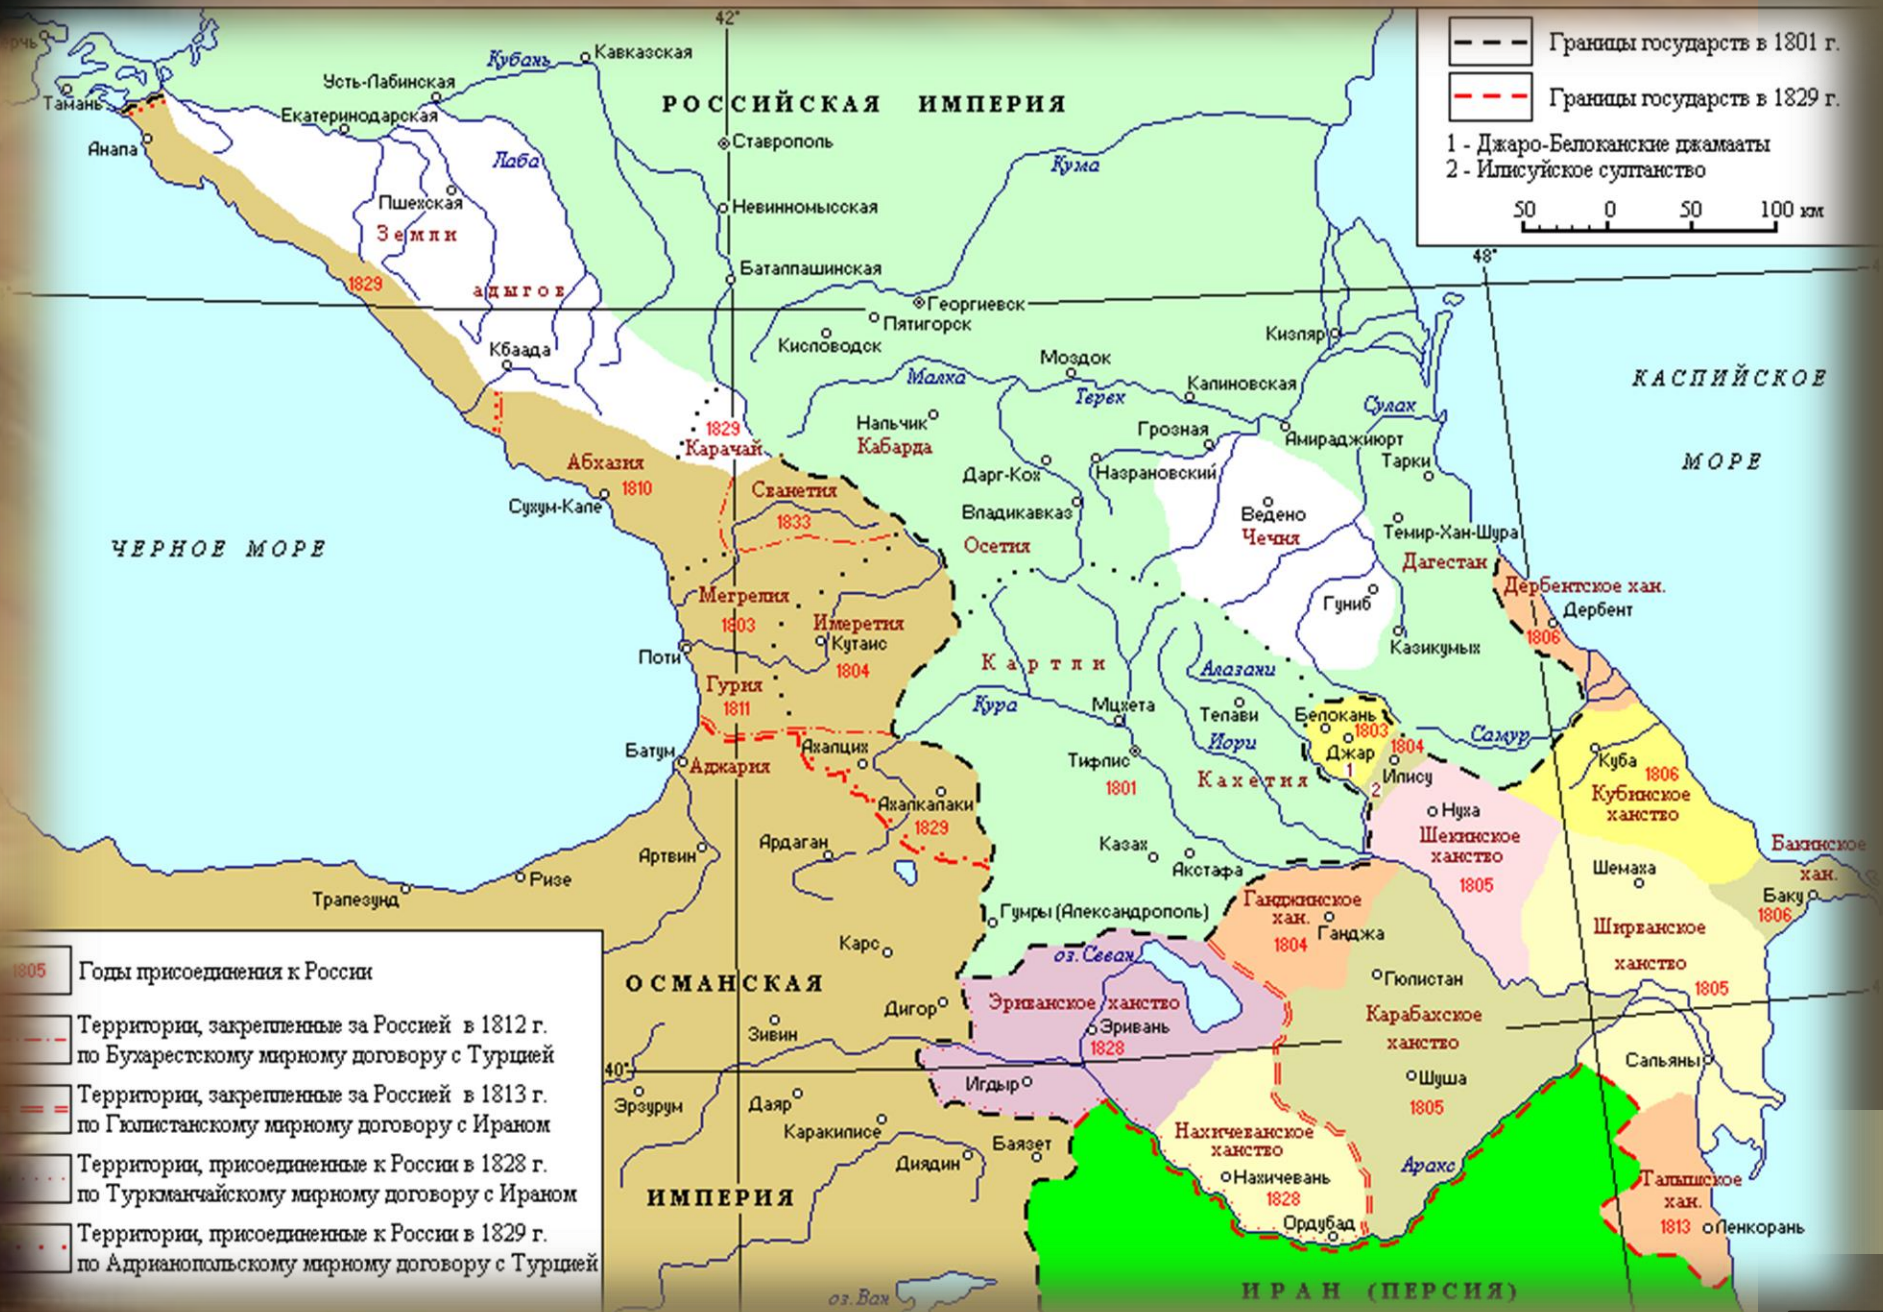 42°
Границы государств в 1801 г.
Границы государств в 1829 г.
1 - Джаро-Белоканские джамааты
2 - Илисуйское султанство
50 0 50 100 км
48°
РОССИЙСКАЯ ИМПЕРИЯ
Кубань
Кавказская
Усть-Лабинская
Тамань
Екатеринодарская
Анапа
Лаба
Ставрополь
Кума
Пшехская
Невинномысская
Земли
адыгов
1829
Баталпашинская
Георгиевск
Пятигорск
Кисловодск
Кизляр
Кбаада
Моздок
Малка
Терек
Калиновская
КАСПИЙСКОЕ
МОРЕ
Сулак
Нальчик
Кабарда
Грозная
Амираджиюрт
1829
Карачай
Тарки
Абхазия
1810
Дарг-Кох
Назрановский
Сванетия
1833
Сухум-Кале
Владикавказ
Ведено
Чечня
Темир-Хан-Шура
Осетия
Дагестан
ЧЕРНОЕ МОРЕ
Мегрелия
1803
Имеретия
Кутаис
1804
Гуниб
Дербентское хан.
Дербент
1806
Казикумых
Поти
Картли
Алазани
Гурия
1811
Кура
Мцхета
Телави
Белокань
1803
Джар
1
1804
Илису
2
Самур
Батум
Аджария
Ахалцих
Тифлис
1801
Иори
Кахетия
Куба
1806
Кубинское
ханство
Ахалкалаки
1829
Нуха
Шекинское
ханство
1805
Артвин
Ардаган
Казах
Акстафа
Бакинское
хан.
Баку
1806
Шемаха
Ризе
Трапезунд
Гумры (Александрополь)
Ганджинское
хан.
1804
Ганджа
Ширванское
ханство
1805
Карс
оз.Севан
Гюлистан
ОСМАНСКАЯ
ИМПЕРИЯ
Дигор
Эриванское ханство
Эривань
1828
Карабахское
ханство
Зивин
40°
Игдыр
Сальяны
Шуша
1805
Эрзурум
Даяр
Каракилисе
Баязет
Диядин
Нахичеванское
ханство
Нахичевань
1828
Аракс
Талышское
хан.
1813
Ленкорань
Ордубад
ИРАН (ПЕРСИЯ)
оз.Ван
1805
Годы присоединения к России
Территории, закрепленные за Россией в 1812 г.
по Бухарестскому мирному договору с Турцией
Территории, закрепленные за Россией в 1813 г.
по Гюлистанскому мирному договору с Ираном
Территории, присоединенные к России в 1828 г.
по Туркманчайскому мирному договору с Ираном
Территории, присоединенные к России в 1829 г.
по Адрианопольскому мирному договору с Турцией